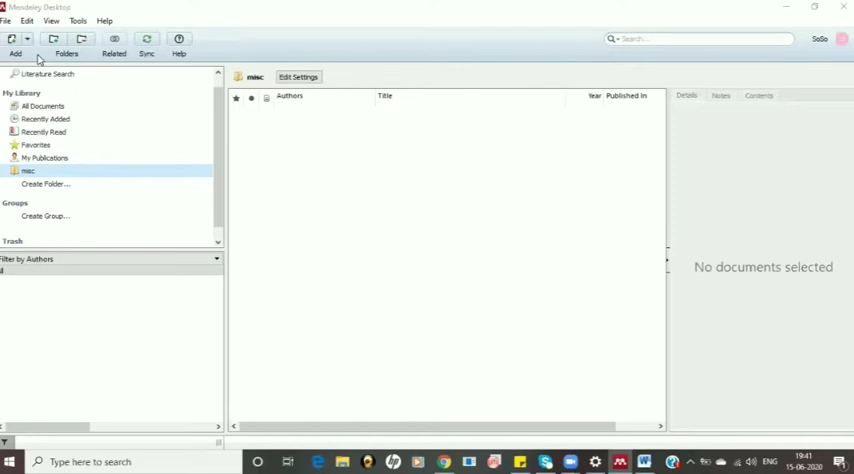 Mendeley Desktop
File Edit View Tools Help
Search...
SoSo
Add Folders Related Sync Help
Literature Search
My Library
All Documents
Recently Added
Recently Read
Favorites
My Publications
misc
Create Folder...
Groups
Create Group...
Trash
Filter by Authors
misc Edit Settings
Authors Title Year Published In
Details Notes Contents
No documents selected
Type here to search
ENG
19:41
15-06-2020